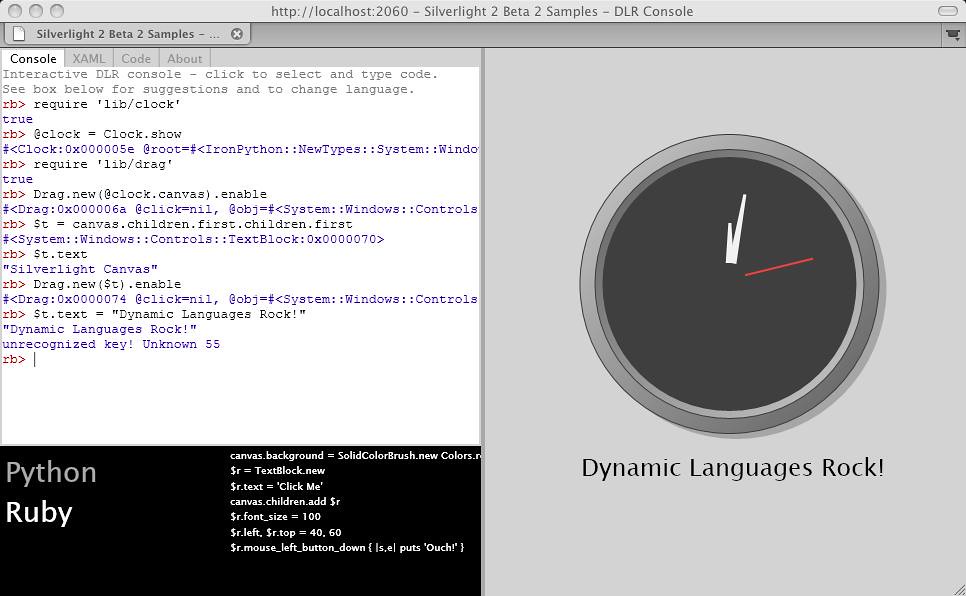 http://localhost:2060 - Silverlight 2 Beta 2 Samples - DLR Console
Silverlight 2 Beta 2 Samples - ...
Console XAML Code About
Interactive DLR console - click to select and type code.
See box below for suggestions and to change language.
rb> require 'lib/clock'
true
rb> @clock = Clock.show
#<Clock:0x000005e @root=#<IronPython::NewTypes::System::Windo
rb> require 'lib/drag'
true
rb> Drag.new(@clock.canvas).enable
#<Drag:0x000006a @click=nil, @obj=#<System::Windows::Controls
rb> $t = canvas.children.first.children.first
#<System::Windows::Controls::TextBlock:0x0000070>
rb> $t.text
"Silverlight Canvas"
rb> Drag.new($t).enable
#<Drag:0x0000074 @click=nil, @obj=#<System::Windows::Controls
rb> $t.text = "Dynamic Languages Rock!"
"Dynamic Languages Rock!"
unrecognized key! Unknown 55
rb>
Python
Ruby
canvas.background = SolidColorBrush.new Colors.r
$r = TextBlock.new
$r.text = 'Click Me'
canvas.children.add $r
$r.font_size = 100
$r.left, $r.top = 40, 60
$r.mouse_left_button_down { |s,e| puts 'Ouch!' }
Dynamic Languages Rock!